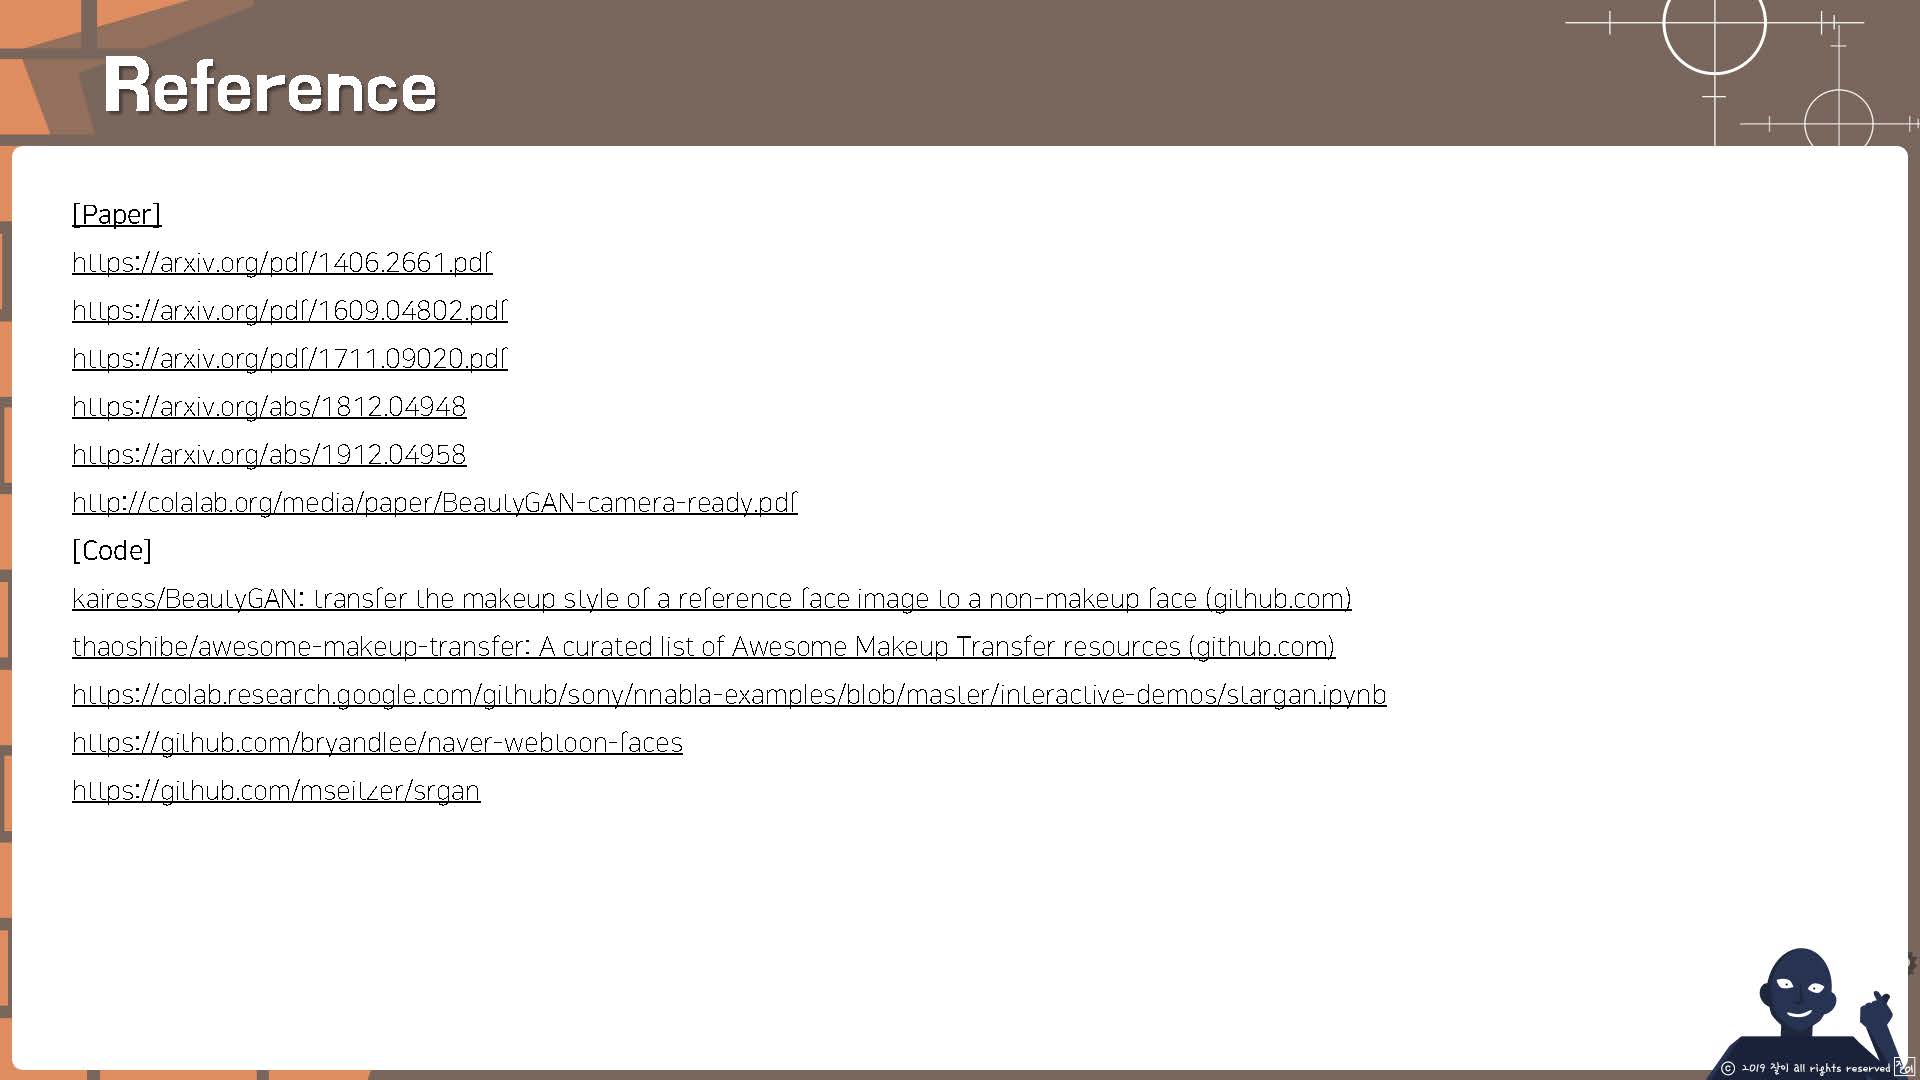 Reference
[Paper]
https://arxiv.org/pdf/1406.2661.pdf
https://arxiv.org/pdf/1609.04802.pdf
https://arxiv.org/pdf/1711.09020.pdf
https://arxiv.org/abs/1812.04948
https://arxiv.org/abs/1912.04958
http://colalab.org/media/paper/BeautyGAN-camera-ready.pdf
[Code]
kairess/BeautyGAN: transfer the makeup style of a reference face image to a non-makeup face (github.com)
thaoshibe/awesome-makeup-transfer: A curated list of Awesome Makeup Transfer resources (github.com)
https://colab.research.google.com/github/sony/nnabla-examples/blob/master/interactive-demos/stargan.ipynb
https://github.com/bryandlee/naver-webtoon-faces
https://github.com/mseitzer/srgan
ⓒ 2019 잘이 all rights reserved